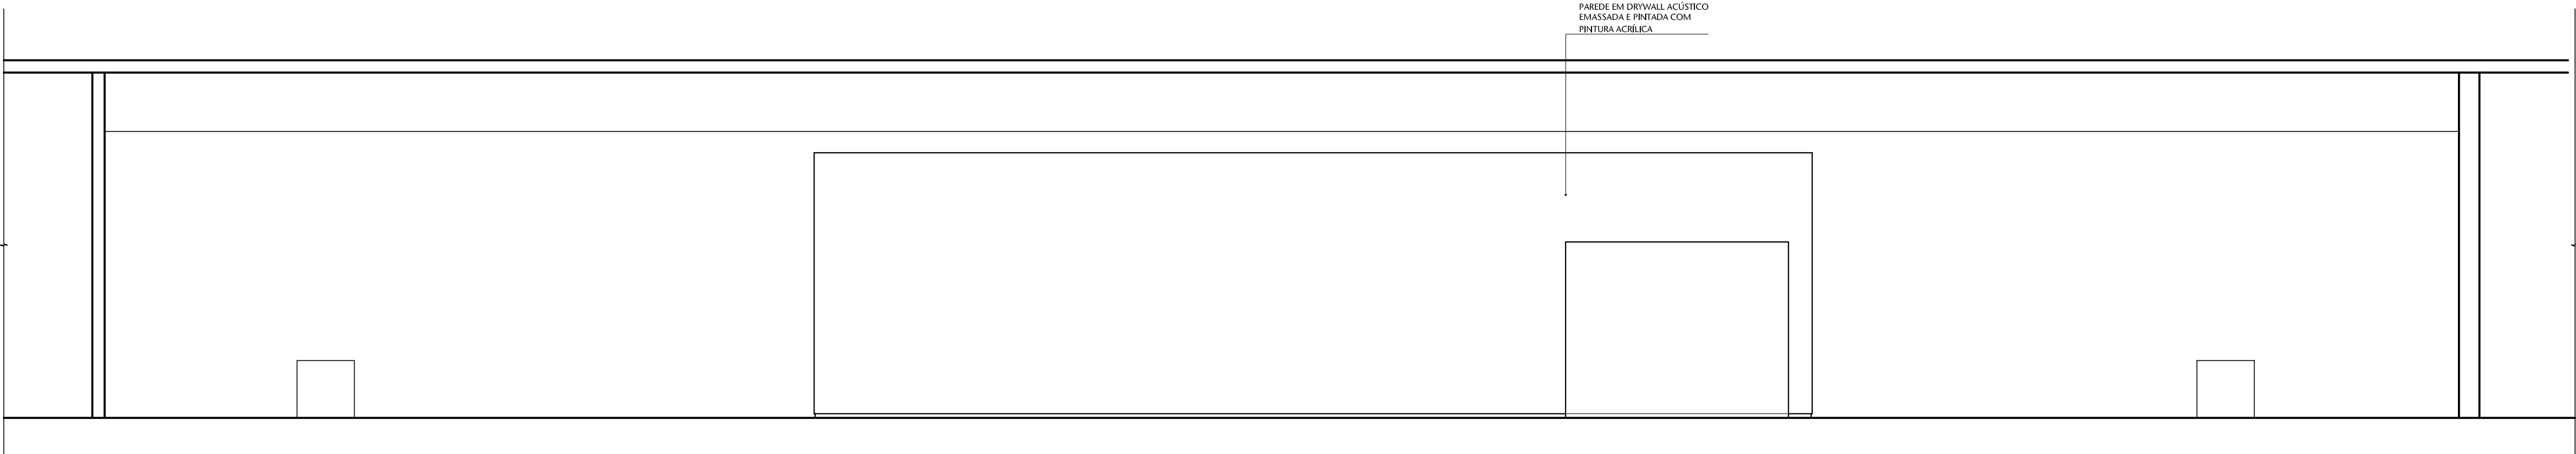 PAREDE EM DRYWALL ACÚSTICO
EMASSADA E PINTADA COM
PINTURA ACRÍLICA